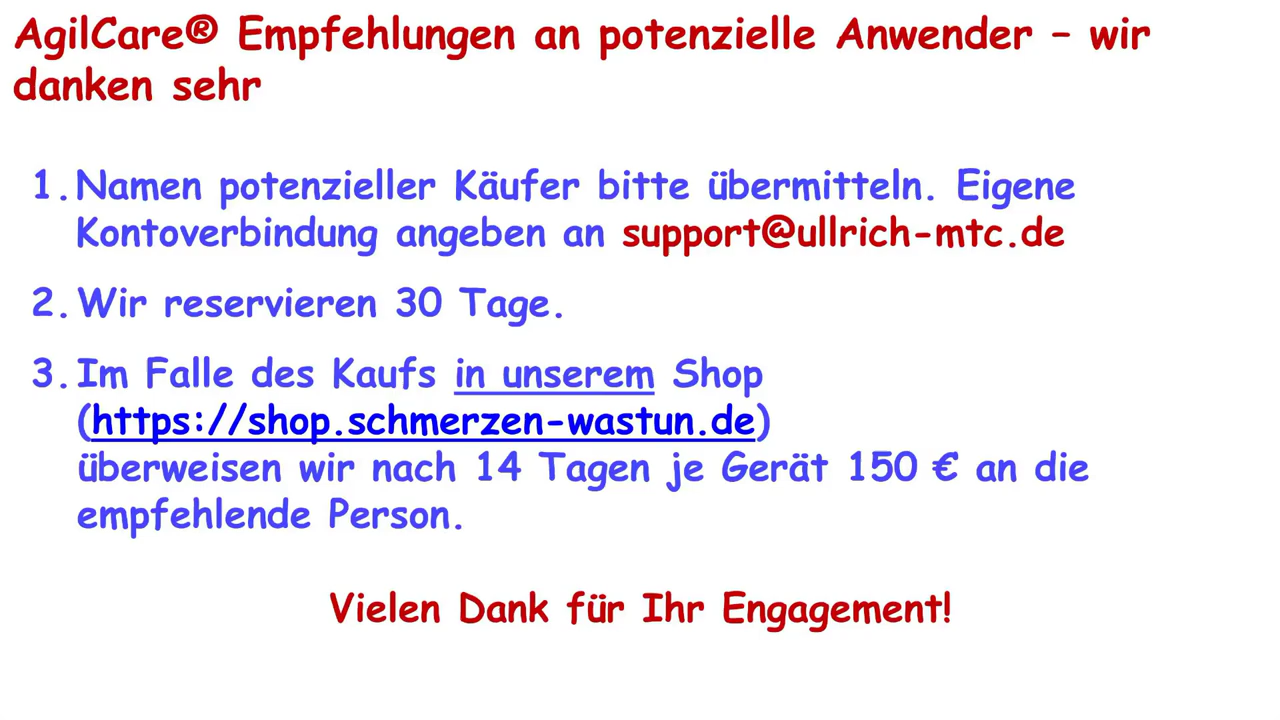 AgilCare® Empfehlungen an potenzielle Anwender – wir
danken sehr
1. Namen potenzieller Käufer bitte übermitteln. Eigene
Kontoverbindung angeben an support@ullrich-mtc.de
2. Wir reservieren 30 Tage.
3. Im Falle des Kaufs in unserem Shop
(https://shop.schmerzen-wastun.de)
überweisen wir nach 14 Tagen je Gerät 150 € an die
empfehlende Person.
Vielen Dank für Ihr Engagement!